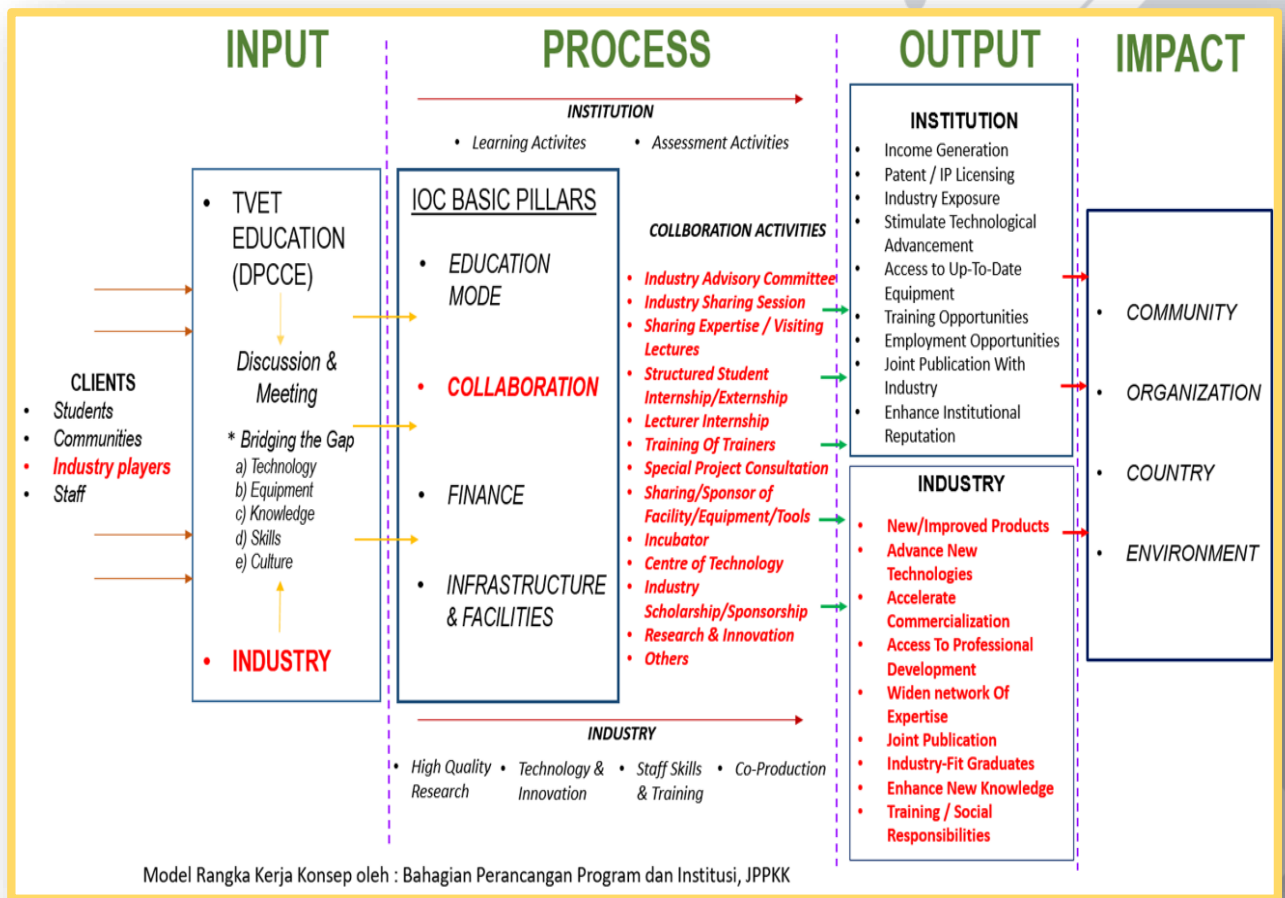 INPUT
PROCESS
OUTPUT
IMPACT
CLIENTS
• Students
• Communities
• Industry players
• Staff
• TVET
EDUCATION
(DPCCE)
Discussion &
Meeting
* Bridging the Gap
a) Technology
b) Equipment
c) Knowledge
d) Skills
e) Culture
• INDUSTRY
INSTITUTION
• Learning Activites
• Assessment Activities
IOC BASIC PILLARS
• EDUCATION
MODE
• COLLABORATION
• FINANCE
• INFRASTRUCTURE
& FACILITIES
COLLBORATION ACTIVITIES
• Industry Advisory Committee
• Industry Sharing Session
• Sharing Expertise / Visiting
Lectures
• Structured Student
Internship/Externship
• Lecturer Internship
• Training Of Trainers
• Special Project Consultation
• Sharing/Sponsor of
Facility/Equipment/Tools
• Incubator
• Centre of Technology
• Industry
Scholarship/Sponsorship
• Research & Innovation
• Others
INDUSTRY
• High Quality
Research
• Technology &
Innovation
• Staff Skills
& Training
• Co-Production
INSTITUTION
• Income Generation
• Patent / IP Licensing
• Industry Exposure
• Stimulate Technological
Advancement
• Access to Up-To-Date
Equipment
• Training Opportunities
• Employment Opportunities
• Joint Publication With
Industry
• Enhance Institutional
Reputation
INDUSTRY
• New/Improved Products
• Advance New
Technologies
• Accelerate
Commercialization
• Access To Professional
Development
• Widen network Of
Expertise
• Joint Publication
• Industry-Fit Graduates
• Enhance New Knowledge
• Training / Social
Responsibilities
• COMMUNITY
• ORGANIZATION
• COUNTRY
• ENVIRONMENT
Model Rangka Kerja Konsep oleh : Bahagian Perancangan Program dan Institusi, JPPKK